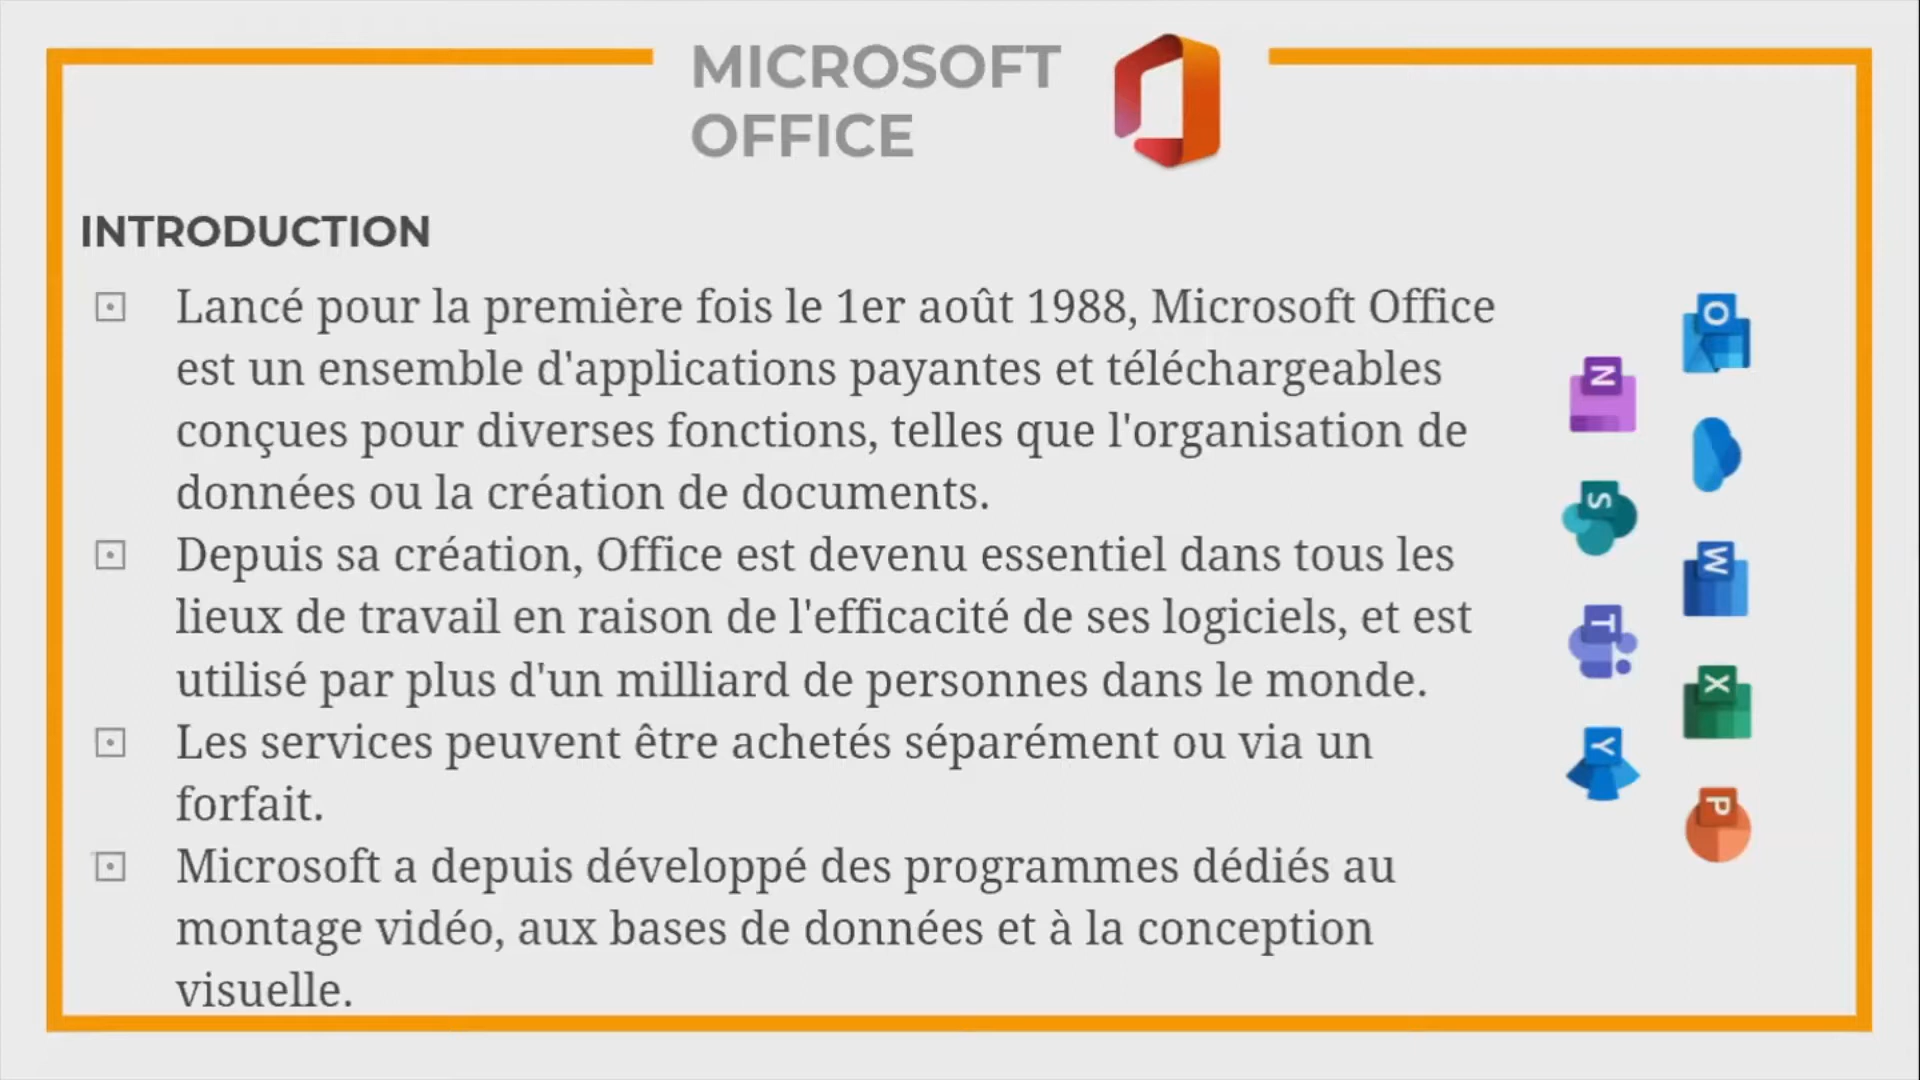 MICROSOFT
OFFICE
INTRODUCTION
Lancé pour la première fois le 1er août 1988, Microsoft Office
est un ensemble d'applications payantes et téléchargeables
conçues pour diverses fonctions, telles que l'organisation de
données ou la création de documents.
Depuis sa création, Office est devenu essentiel dans tous les
lieux de travail en raison de l'efficacité de ses logiciels, et est
utilisé par plus d'un milliard de personnes dans le monde.
Les services peuvent être achetés séparément ou via un
forfait.
Microsoft a depuis développé des programmes dédiés au
montage vidéo, aux bases de données et à la conception
visuelle.
O
N
S
W
T
X
Y
P